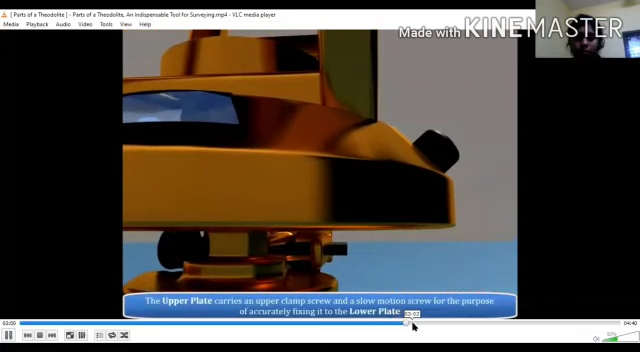 [ Parts of a Theodolite ] - Parts of a Theodolite, An Indispensable Tool for Surveying.mp4 - VLC media player
Media Playback Audio Video Tools View Help
Made with KINEMASTER
The Upper Plate carries an upper clamp screw and a slow motion screw for the purpose
of accurately fixing it to the Lower Plate
03:03
03:00
04:40